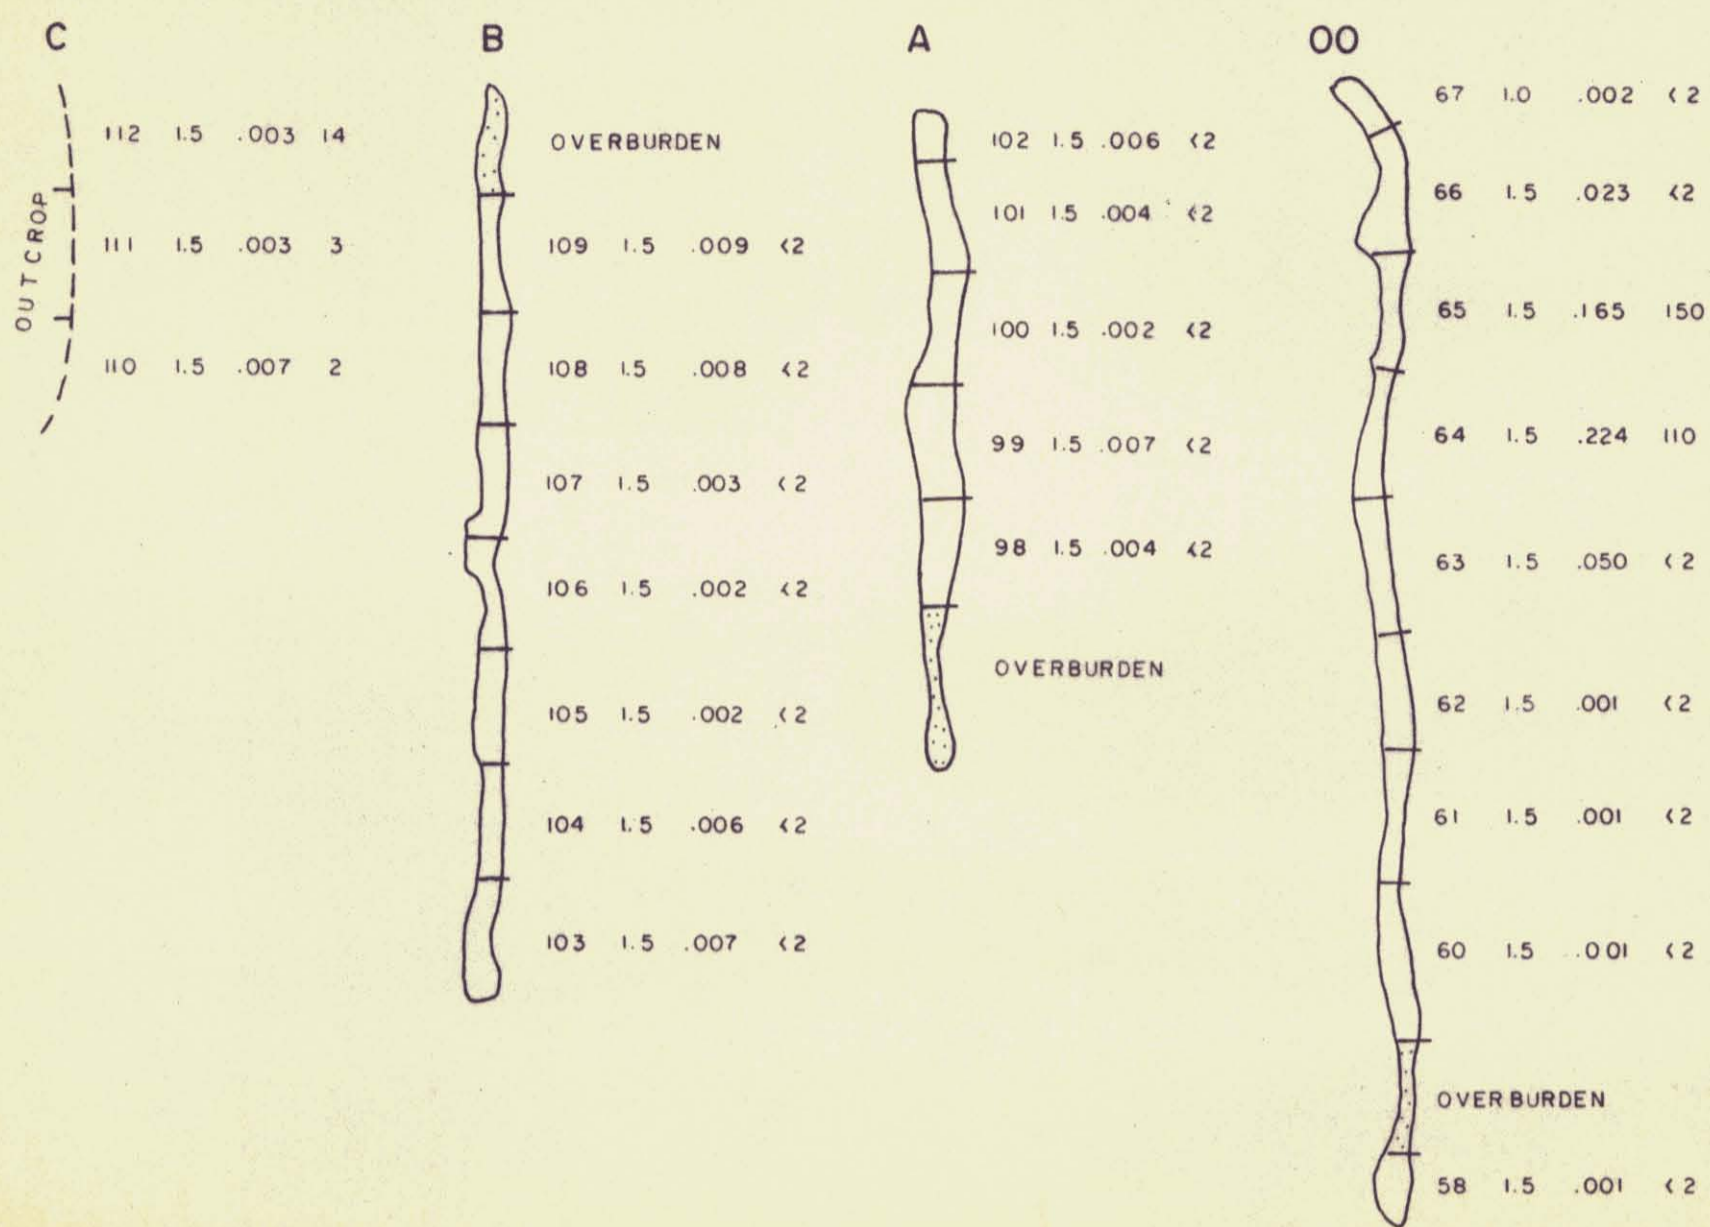 C
OUTCROP
112 1.5 .003 14
111 1.5 .003 3
110 1.5 .007 2
B
OVERBURDEN
109 1.5 .009 <2
108 1.5 .008 <2
107 1.5 .003 <2
106 1.5 .002 <2
105 1.5 .002 <2
104 1.5 .006 <2
103 1.5 .007 <2
A
102 1.5 .006 <2
101 1.5 .004 <2
100 1.5 .002 <2
99 1.5 .007 <2
98 1.5 .004 <2
OVERBURDEN
OO
67 1.0 .002 <2
66 1.5 .023 <2
65 1.5 .165 150
64 1.5 .224 110
63 1.5 .050 <2
62 1.5 .001 <2
61 1.5 .001 <2
60 1.5 .001 <2
OVERBURDEN
58 1.5 .001 <2